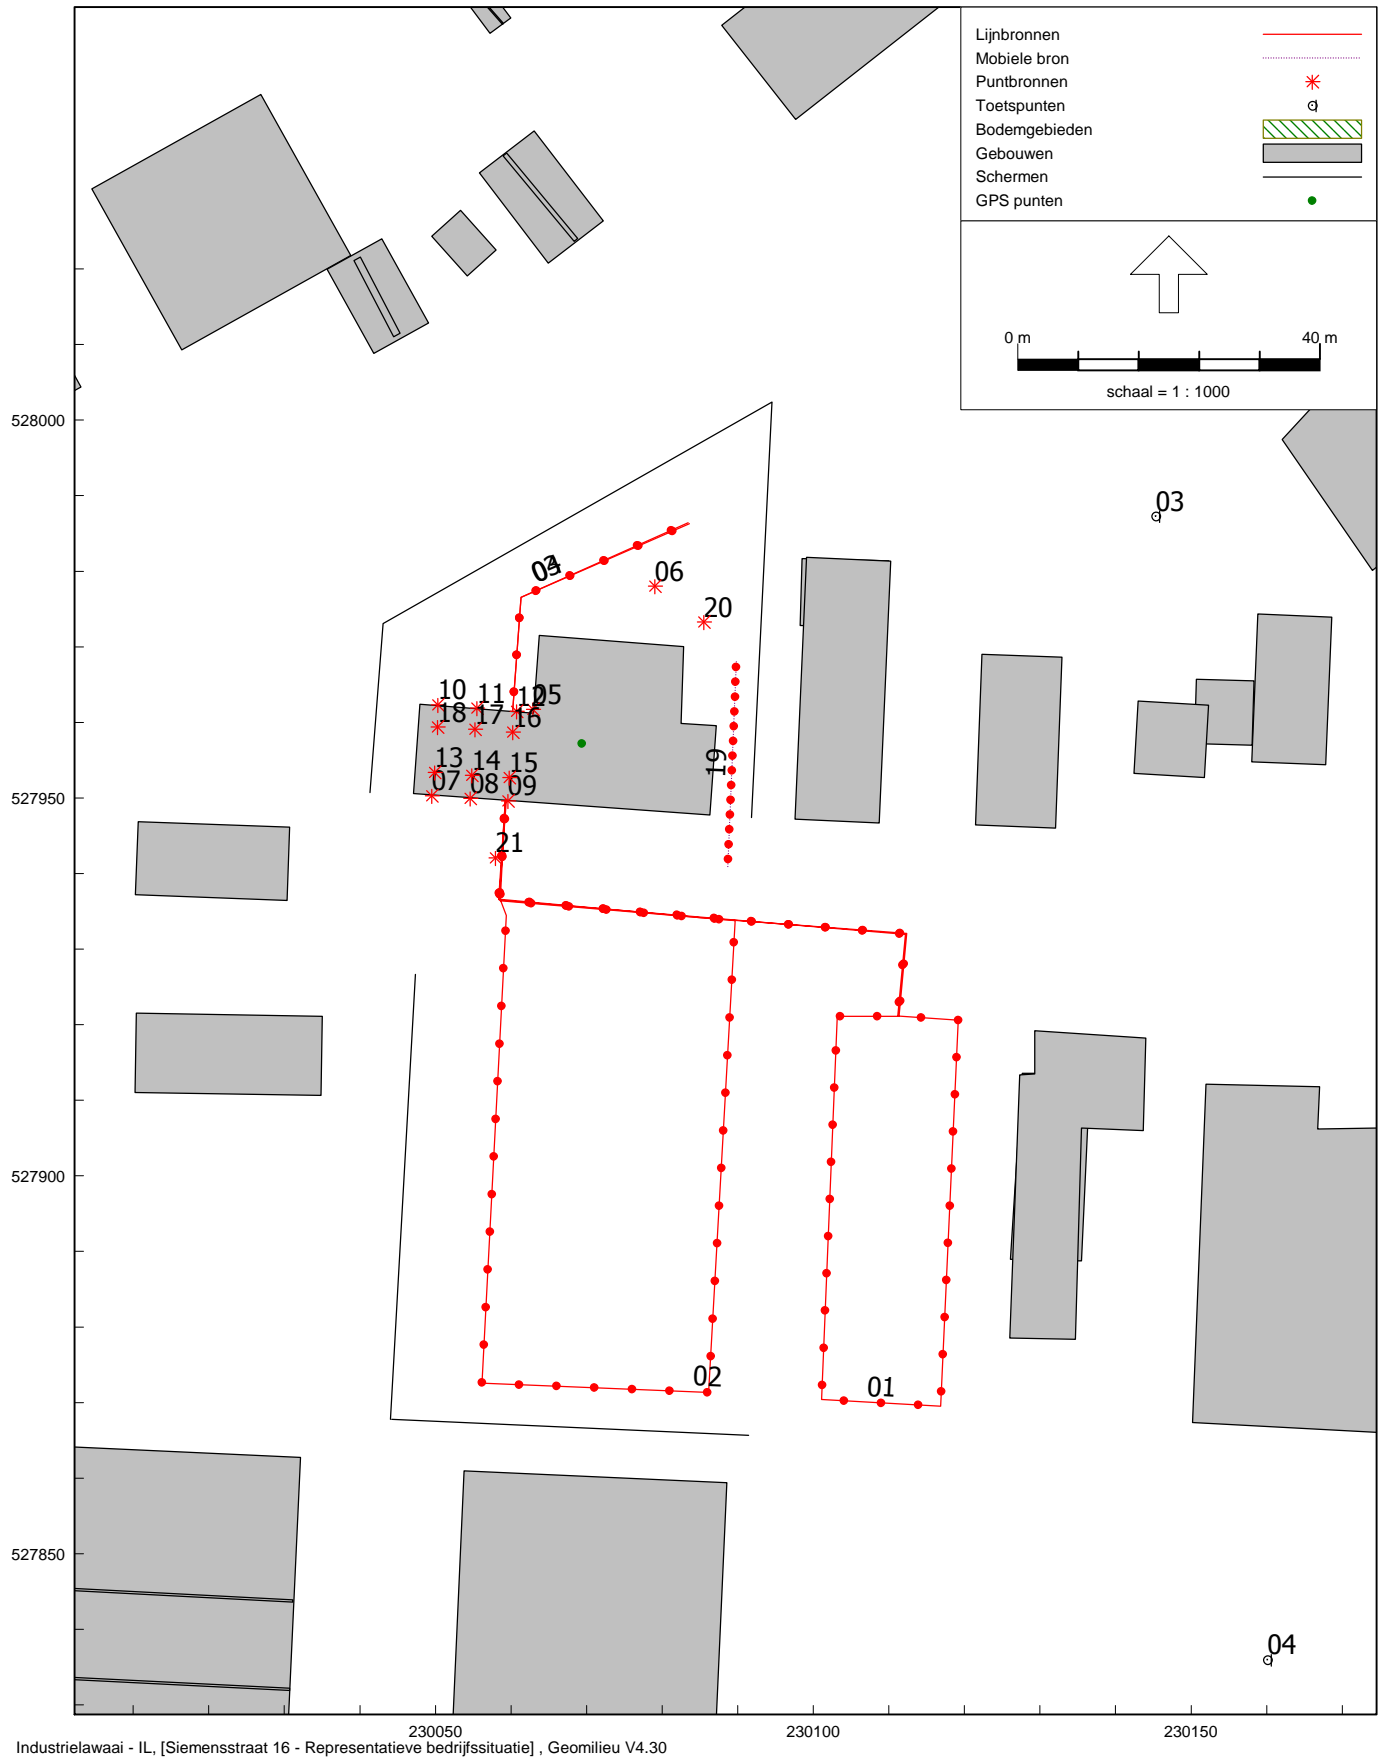 Lijnbronnen
Mobiele bron
Puntbronnen
Toetspunten
Bodemgebieden
Gebouwen
Schermen
GPS punten
0 m 40 m
schaal = 1 : 1000
528000
03
06
20
10
11
12
05
18
17
16
13
14
15
19
07
08
09
527950
21
527900
02
01
527850
04
230050 230100 230150
Industrielawaai - IL, [Siemensstraat 16 - Representatieve bedrijfssituatie] , Geomilieu V4.30